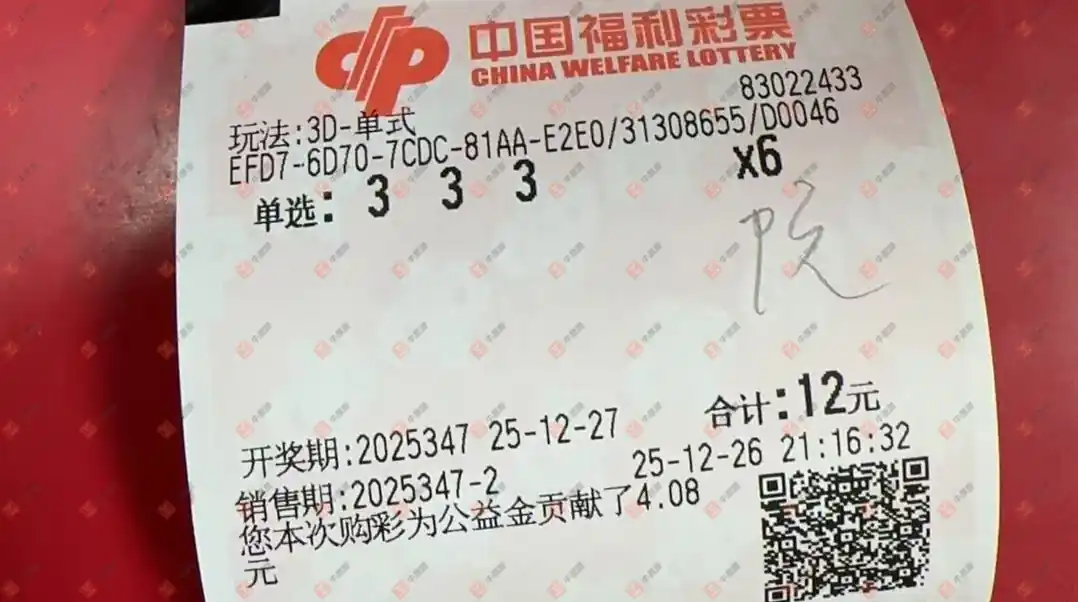 中国福利彩票
CHINA WELFARE LOTTERY
83022433
玩法:3D-单式
EFD7-6D70-7CDC-81AA-E2E0/31308655/D0046
单选: 3 3 3 x6
合计:12元
开奖期:2025347 25-12-27
销售期:2025347-2 25-12-26 21:16:32
您本次购彩为公益金贡献了4.08
元